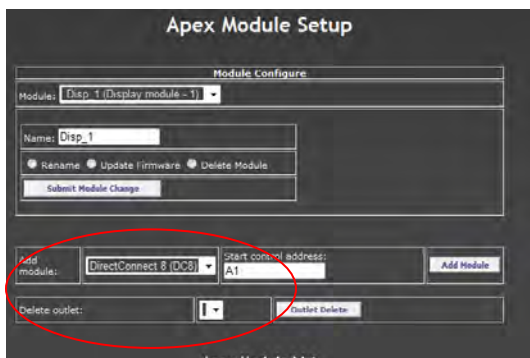 Apex Module Setup
Module Configure
Module: Disp_1 (Display module - 1)
Name: Disp_1
Rename Update Firmware Delete Module
Submit Module Change
Add module: DirectConnect 8 (DC8) Start control address: A1 Add Module
Delete outlet: Outlet Delete